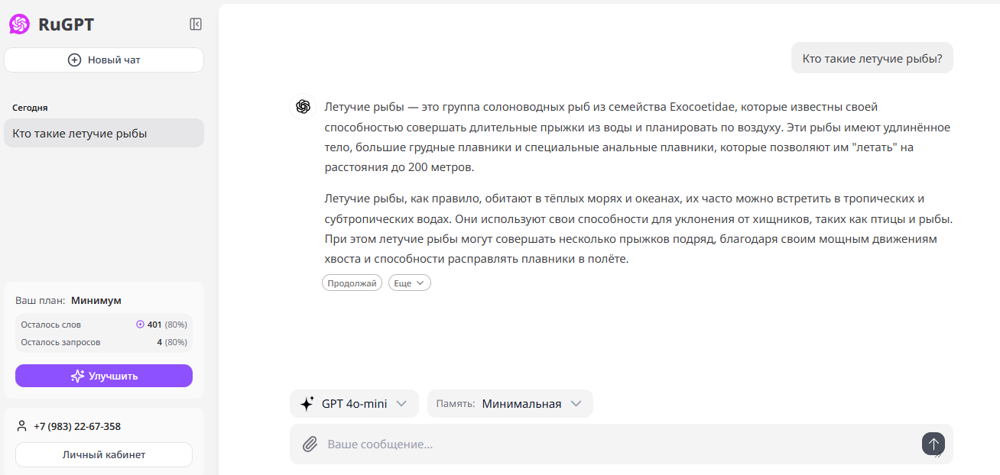 RuGPT
Новый чат
Сегодня
Кто такие летучие рыбы
Ваш план: Минимум
Осталось слов 401 (80%)
Осталось запросов 4 (80%)
Улучшить
+7 (983) 22-67-358
Личный кабинет
Кто такие летучие рыбы?
Летучие рыбы — это группа солоноводных рыб из семейства Exocoetidae, которые известны своей
способностью совершать длительные прыжки из воды и планировать по воздуху. Эти рыбы имеют удлинённое
тело, большие грудные плавники и специальные анальные плавники, которые позволяют им "летать" на
расстояния до 200 метров.
Летучие рыбы, как правило, обитают в тёплых морях и океанах, их часто можно встретить в тропических и
субтропических водах. Они используют свои способности для уклонения от хищников, таких как птицы и рыбы.
При этом летучие рыбы могут совершать несколько прыжков подряд, благодаря своим мощным движениям
хвоста и способности расправлять плавники в полёте.
Продолжай Еще
GPT 4o-mini Память: Минимальная
Ваше сообщение...